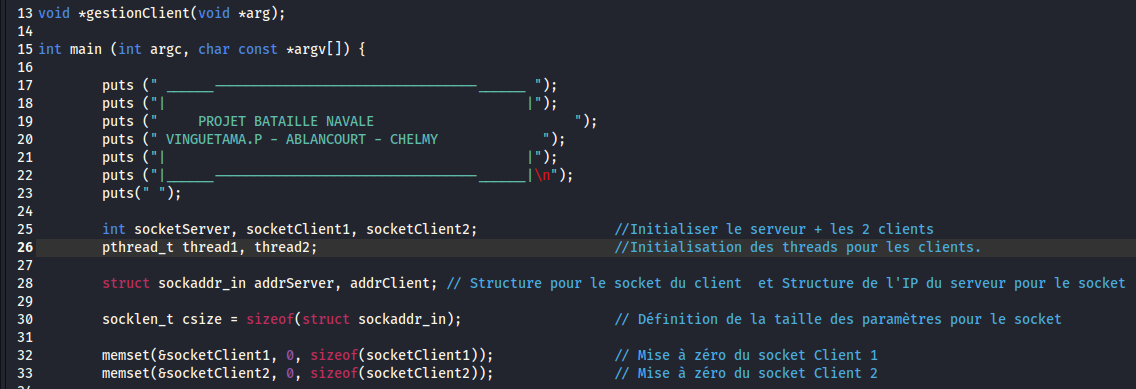 13 void *gestionClient(void *arg);
14
15 int main (int argc, char const *argv[]) {
16
17 puts (" ______————————————————————————————————______ ");
18 puts ("| |");
19 puts (" PROJET BATAILLE NAVALE ");
20 puts (" VINGUETAMA.P - ABLANCOURT - CHELMY ");
21 puts ("| |");
22 puts ("|______————————————————————————————————______|\n");
23 puts(" ");
24
25 int socketServer, socketClient1, socketClient2; //Initialiser le serveur + les 2 clients
26 pthread_t thread1, thread2; //Initialisation des threads pour les clients.
27
28 struct sockaddr_in addrServer, addrClient; // Structure pour le socket du client et Structure de l'IP du serveur pour le socket
29
30 socklen_t csize = sizeof(struct sockaddr_in); // Définition de la taille des paramètres pour le socket
31
32 memset(&socketClient1, 0, sizeof(socketClient1)); // Mise à zéro du socket Client 1
33 memset(&socketClient2, 0, sizeof(socketClient2)); // Mise à zéro du socket Client 2